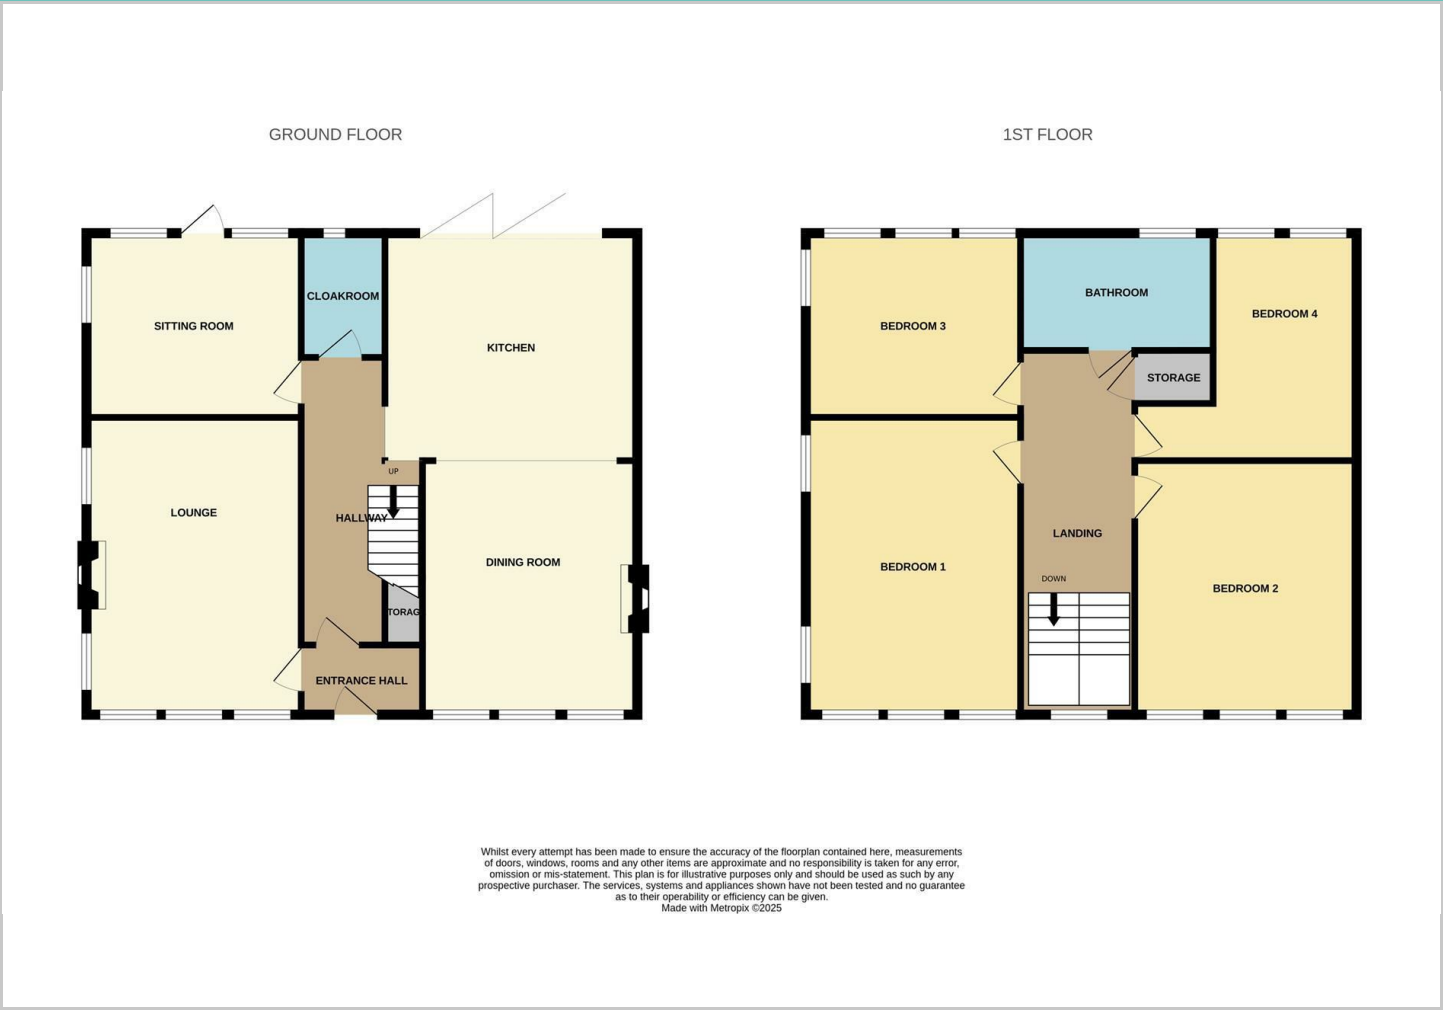 GROUND FLOOR
1ST FLOOR
SITTING ROOM
CLOAKROOM
KITCHEN
UP
LOUNGE
HALLWAY
DINING ROOM
TORAG
ENTRANCE HALL
BEDROOM 3
BATHROOM
BEDROOM 4
STORAGE
LANDING
BEDROOM 1
DOWN
BEDROOM 2
Whilst every attempt has been made to ensure the accuracy of the floorplan contained here, measurements
of doors, windows, rooms and any other items are approximate and no responsibility is taken for any error,
omission or mis-statement. This plan is for illustrative purposes only and should be used as such by any
prospective purchaser. The services, systems and appliances shown have not been tested and no guarantee
as to their operability or efficiency can be given.
Made with Metropix ©2025